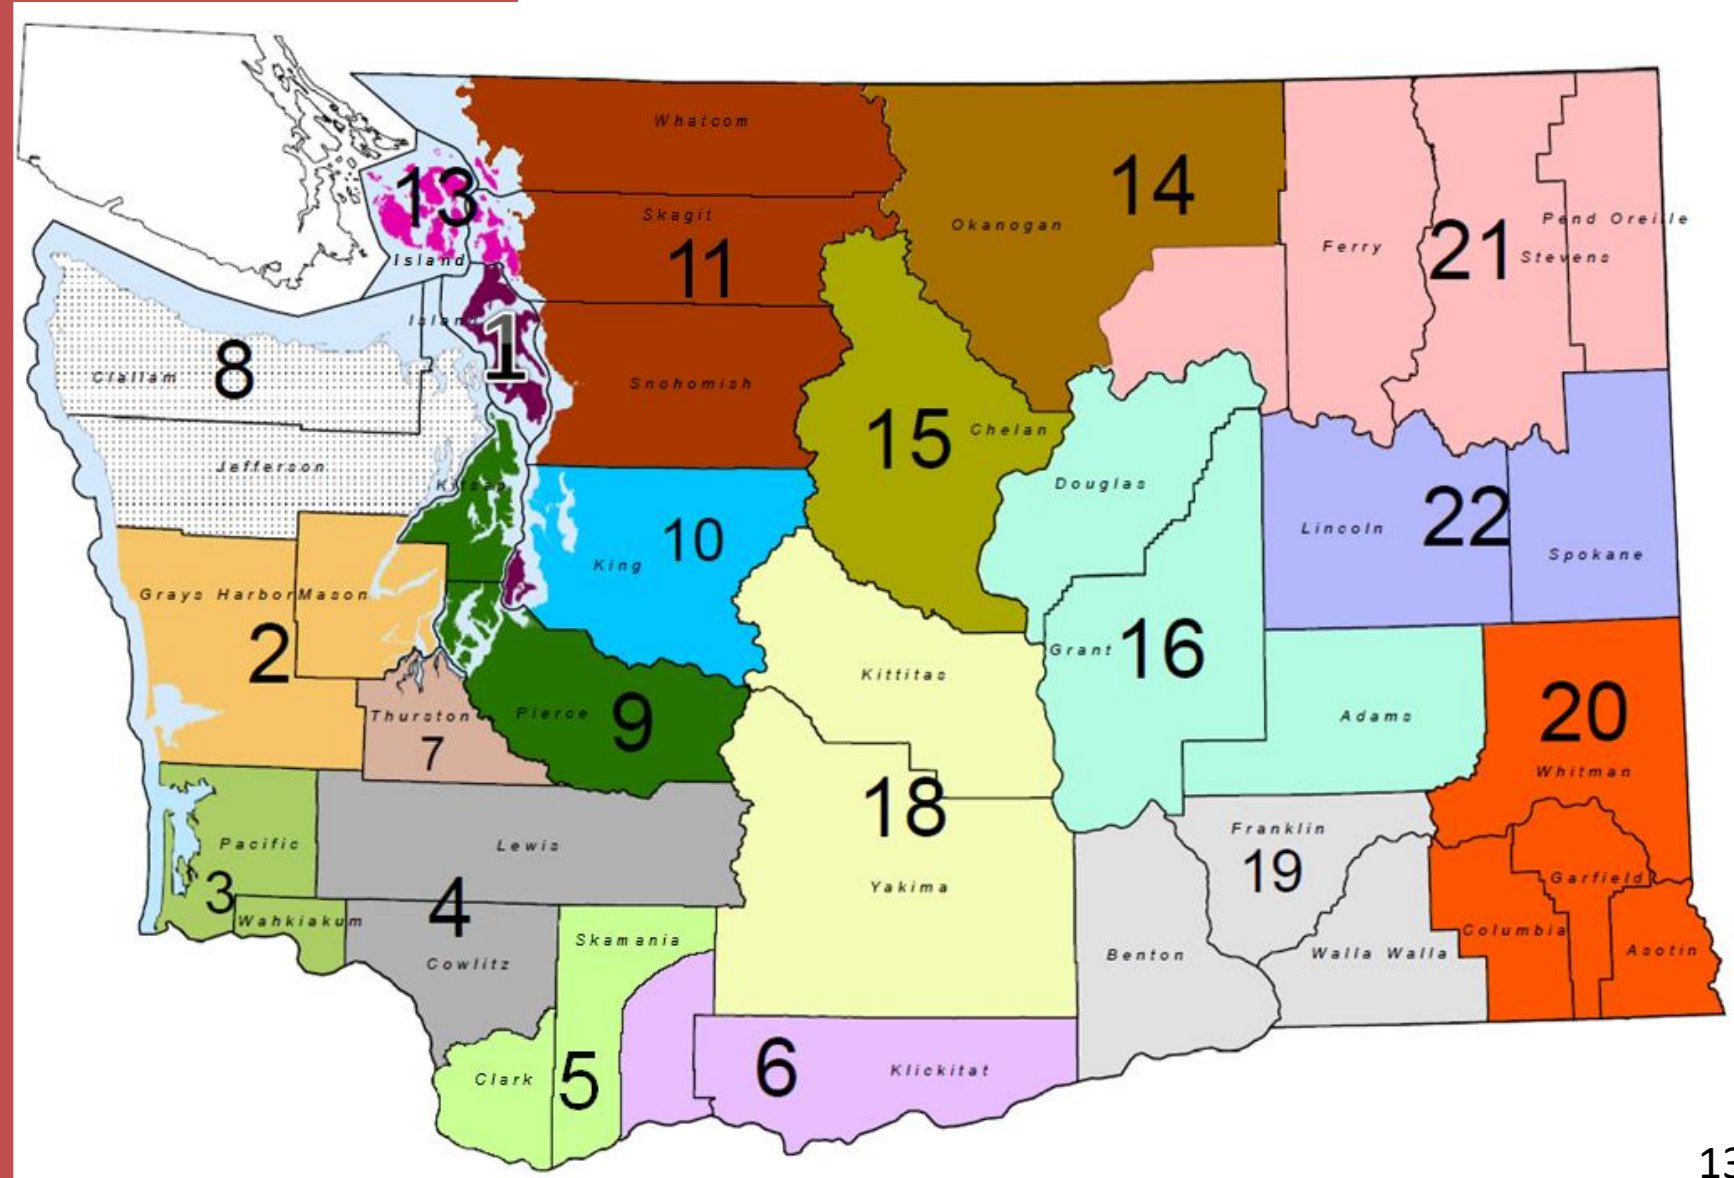 Whatcom
14
13
Okanogan
Skagit
Pend Oreille
Ferry
21
Stevens
11
Island
Island
1
8
Clallam
Snohomish
15
Chelan
Jefferson
Kitsap
Douglas
22
Lincoln
10
Spokane
King
Grays Harbor
Mason
2
Grant
16
Kittitas
20
Thurston
Pierce
9
Adams
7
Whitman
18
Franklin
Pacific
Lewis
19
Yakima
3
Garfield
4
Wahkiakum
Columbia
Skamania
Asotin
Cowlitz
Benton
Walla Walla
6
Klickitat
Clark
5
13